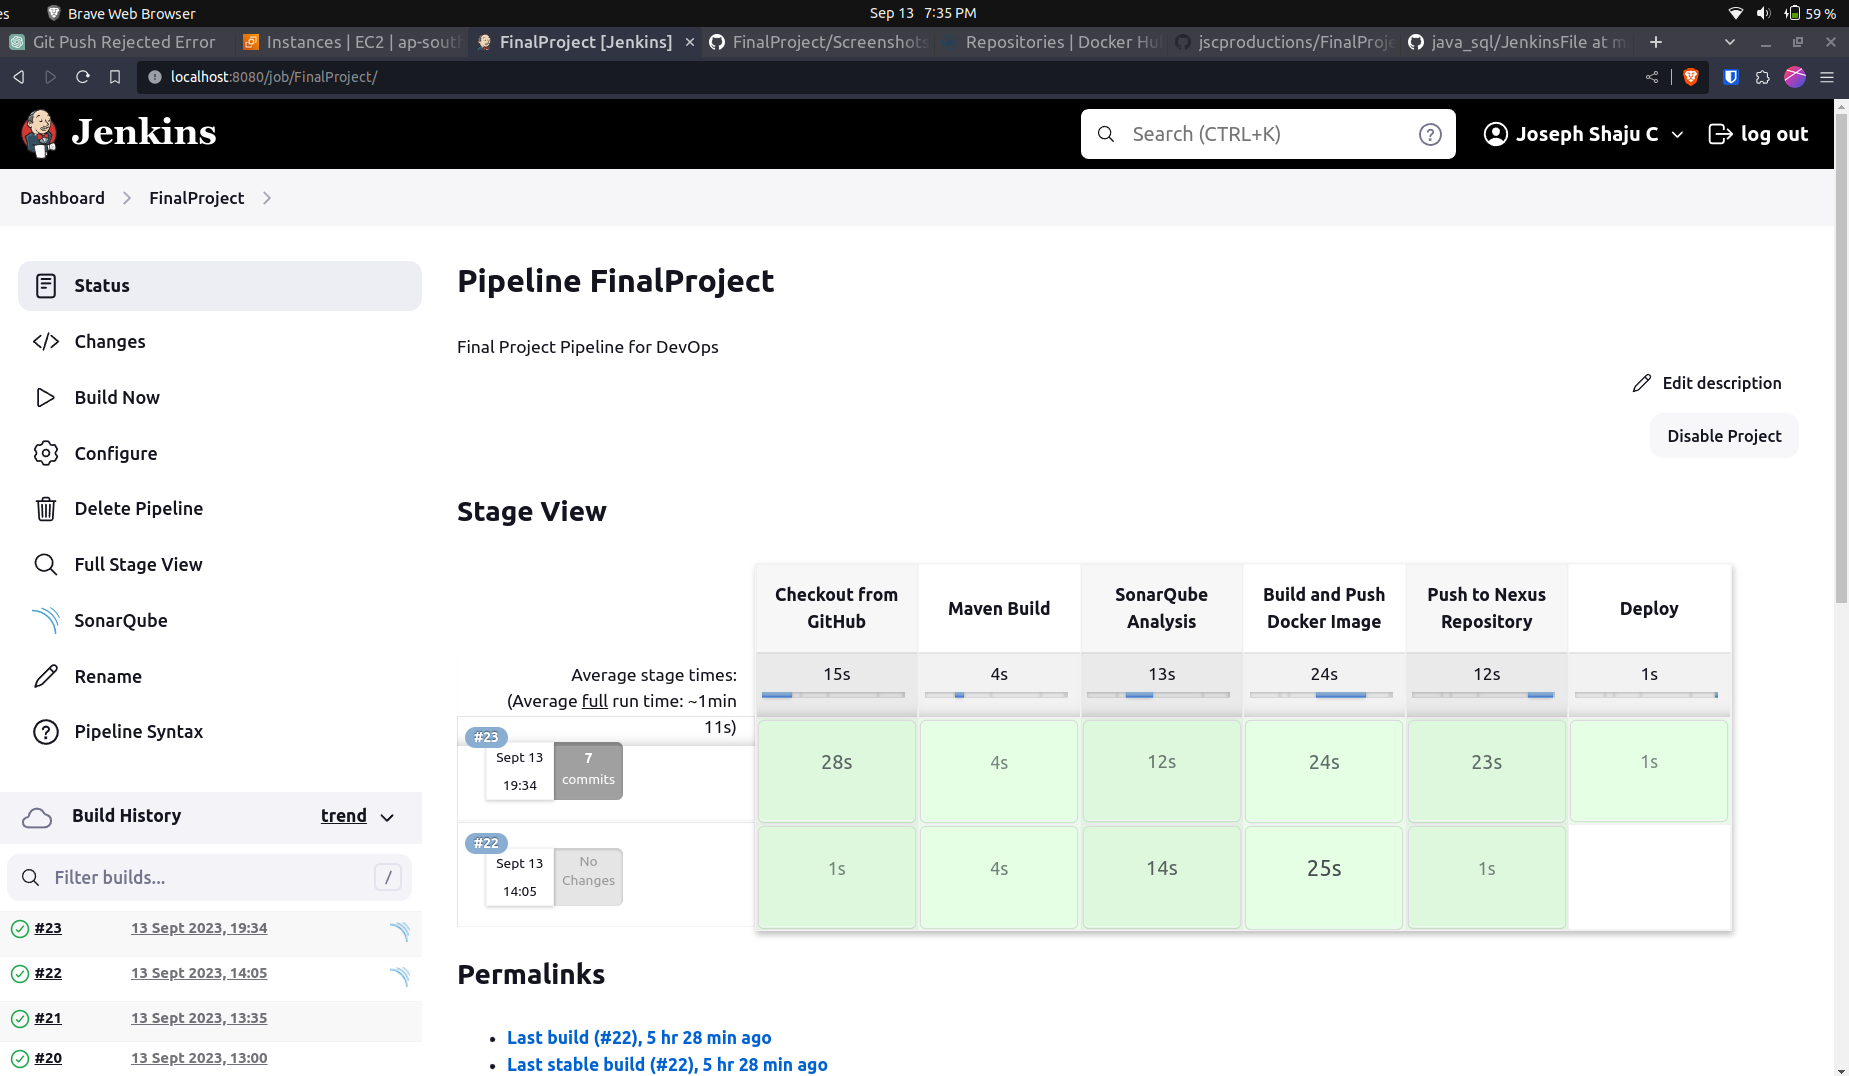 es
Brave Web Browser
Sep 13 7:35 PM
59 %
Git Push Rejected Error
Instances | EC2 | ap-south
FinalProject [Jenkins]
FinalProject/Screenshots
Repositories | Docker Hu
jscproductions/FinalProje
java_sql/JenkinsFile at m
localhost:8080/job/FinalProject/
Jenkins
Search (CTRL+K)
Joseph Shaju C
log out
Dashboard
FinalProject
Status
Changes
Build Now
Configure
Delete Pipeline
Full Stage View
SonarQube
Rename
Pipeline Syntax
Build History
trend
Filter builds...
/
#23
13 Sept 2023, 19:34
#22
13 Sept 2023, 14:05
#21
13 Sept 2023, 13:35
#20
13 Sept 2023, 13:00
Pipeline FinalProject
Final Project Pipeline for DevOps
Edit description
Disable Project
Stage View
Checkout from
GitHub
Maven Build
SonarQube
Analysis
Build and Push
Docker Image
Push to Nexus
Repository
Deploy
Average stage times:
(Average full run time: ~1min
11s)
15s
4s
13s
24s
12s
1s
#23
Sept 13
19:34
7
commits
28s
4s
12s
24s
23s
1s
#22
Sept 13
14:05
No
Changes
1s
4s
14s
25s
1s
Permalinks
Last build (#22), 5 hr 28 min ago
Last stable build (#22), 5 hr 28 min ago